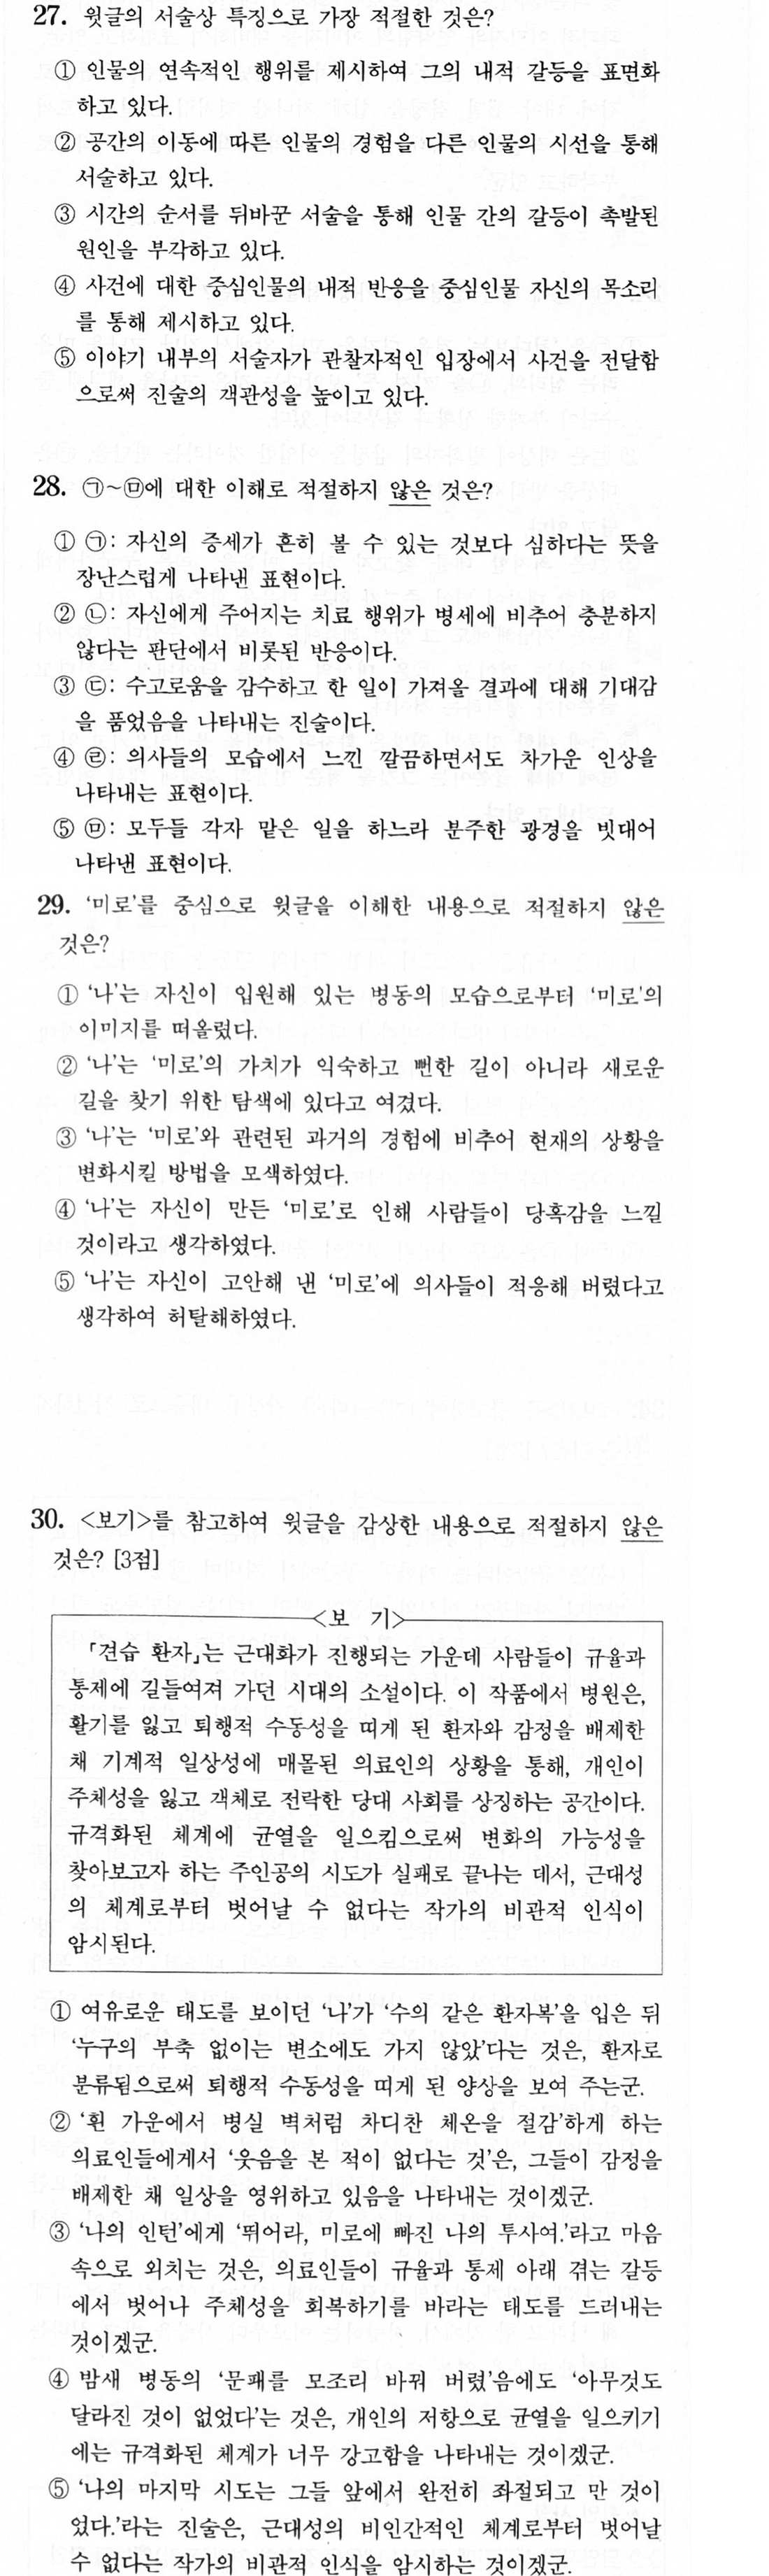 27. 윗글의 서술상 특징으로 가장 적절한 것은?
① 인물의 연속적인 행위를 제시하여 그의 내적 갈등을 표면화
하고 있다.
② 공간의 이동에 따른 인물의 경험을 다른 인물의 시선을 통해
서술하고 있다.
③ 시간의 순서를 뒤바꾼 서술을 통해 인물 간의 갈등이 촉발된
원인을 부각하고 있다.
④ 사건에 대한 중심인물의 내적 반응을 중심인물 자신의 목소리
를 통해 제시하고 있다.
⑤ 이야기 내부의 서술자가 관찰자적인 입장에서 사건을 전달함
으로써 진술의 객관성을 높이고 있다.
28. ㉠~㉤에 대한 이해로 적절하지 않은 것은?
① ㉠: 자신의 증세가 흔히 볼 수 있는 것보다 심하다는 뜻을
장난스럽게 나타낸 표현이다.
② ㉡: 자신에게 주어지는 치료 행위가 병세에 비추어 충분하지
않다는 판단에서 비롯된 반응이다.
③ ㉢: 수고로움을 감수하고 한 일이 가져올 결과에 대해 기대감
을 품었음을 나타내는 진술이다.
④ ㉣: 의사들의 모습에서 느낀 깔끔하면서도 차가운 인상을
나타내는 표현이다.
⑤ ㉤: 모두들 각자 맡은 일을 하느라 분주한 광경을 빗대어
나타낸 표현이다.
29. ‘미로’를 중심으로 윗글을 이해한 내용으로 적절하지 않은
것은?
① ‘나’는 자신이 입원해 있는 병동의 모습으로부터 ‘미로’의
이미지를 떠올렸다.
② ‘나’는 ‘미로’의 가치가 익숙하고 뻔한 길이 아니라 새로운
길을 찾기 위한 탐색에 있다고 여겼다.
③ ‘나’는 ‘미로’와 관련된 과거의 경험에 비추어 현재의 상황을
변화시킬 방법을 모색하였다.
④ ‘나’는 자신이 만든 ‘미로’로 인해 사람들이 당혹감을 느낄
것이라고 생각하였다.
⑤ ‘나’는 자신이 고안해 낸 ‘미로’에 의사들이 적응해 버렸다고
생각하여 허탈해하였다.
30. <보기>를 참고하여 윗글을 감상한 내용으로 적절하지 않은
것은? [3점]
<보 기>
「견습 환자」는 근대화가 진행되는 가운데 사람들이 규율과
통제에 길들여져 가던 시대의 소설이다. 이 작품에서 병원은,
활기를 잃고 퇴행적 수동성을 띠게 된 환자와 감정을 배제한
채 기계적 일상성에 매몰된 의료인의 상황을 통해, 개인이
주체성을 잃고 객체로 전락한 당대 사회를 상징하는 공간이다.
규격화된 체계에 균열을 일으킴으로써 변화의 가능성을
찾아보고자 하는 주인공의 시도가 실패로 끝나는 데서, 근대성
의 체계로부터 벗어날 수 없다는 작가의 비관적 인식이
암시된다.
① 여유로운 태도를 보이던 ‘나’가 ‘수의 같은 환자복’을 입은 뒤
‘누구의 부축 없이는 변소에도 가지 않았’다는 것은, 환자로
분류됨으로써 퇴행적 수동성을 띠게 된 양상을 보여 주는군.
② ‘흰 가운에서 병실 벽처럼 차디찬 체온을 절감’하게 하는
의료인들에게서 ‘웃음을 본 적이 없다는 것’은, 그들이 감정을
배제한 채 일상을 영위하고 있음을 나타내는 것이겠군.
③ ‘나의 인턴’에게 ‘뛰어라, 미로에 빠진 나의 투사여.’라고 마음
속으로 외치는 것은, 의료인들이 규율과 통제 아래 겪는 갈등
에서 벗어나 주체성을 회복하기를 바라는 태도를 드러내는
것이겠군.
④ 밤새 병동의 ‘문패를 모조리 바꿔 버렸’음에도 ‘아무것도
달라진 것이 없었다’는 것은, 개인의 저항으로 균열을 일으키기
에는 규격화된 체계가 너무 강고함을 나타내는 것이겠군.
⑤ ‘나의 마지막 시도는 그들 앞에서 완전히 좌절되고 만 것이
었다.’라는 진술은, 근대성의 비인간적인 체계로부터 벗어날
수 없다는 작가의 비관적 인식을 암시하는 것이겠군.